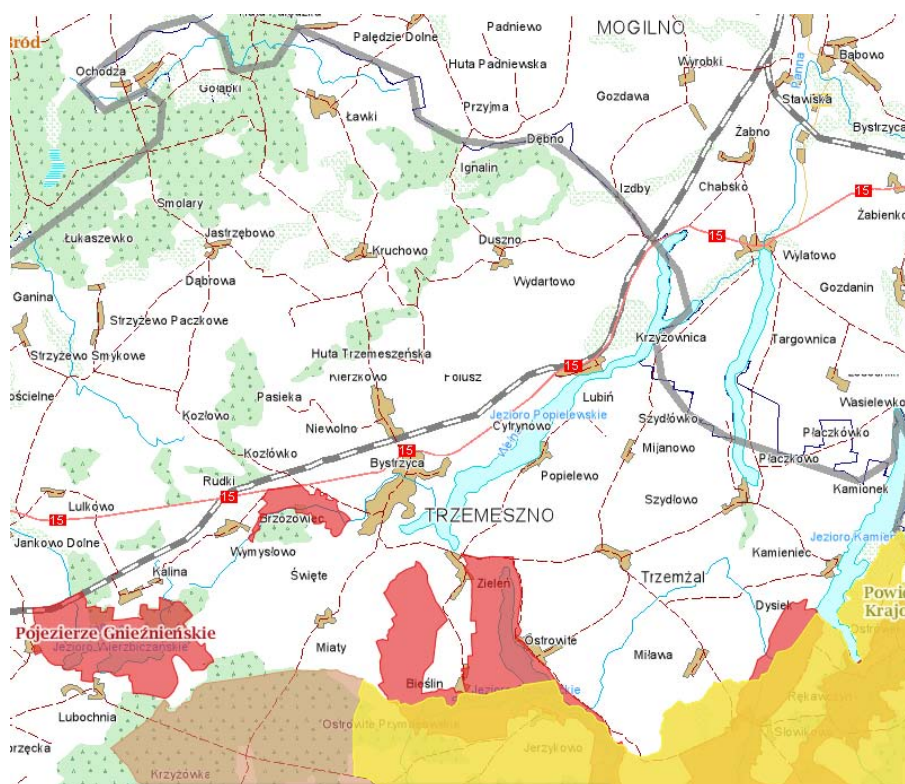 MOGILNO
Palędzie Dolne
Padniewo
Huta Padniewska
Wyrobki
Bąbowo
Panna
Ochodza
Gołąbki
Ławki
Przyjma
Gozdawa
Stawiska
Żabno
Bystrzyca
Dębno
Ignalin
Izdby
Chabsko
Smolary
15
Żabienko
Łukaszewko
Jastrzębowo
Kruchowo
Duszno
15
Wylatowo
Dąbrowa
Wydartowo
Gozdanin
Ganina
Strzyżewo Paczkowe
Krzyżownica
Targownica
Strzyżewo Smykowe
Huta Trzemeszeńska
15
Kierzkowo
Folusz
Pasieka
Lubiń
Wasielewko
Kozłowo
Niewolno
Jezioro Popielewskie
Cytrynowo
Szydłówko
Płaczkówko
Kozłówko
15
Mijanowo
Płaczkowo
Bystrzyca
Popielewo
Rudki
Kamionek
Lulkowo
15
Szydłowo
15
Brzozowiec
TRZEMESZNO
Jankowo Dolne
Wymysłowo
Kamieniec
Kalina
Święte
Zieleń
Trzemżal
Dysiek
Pojezierze Gnieźnieńskie
Jezioro Wierzbiczańskie
Miaty
Ostrowite
Miława
Bieślin
Lubochnia
Ostrowite Prymasowskie
Jerzykowo
Słowikowo
Krzyżówka